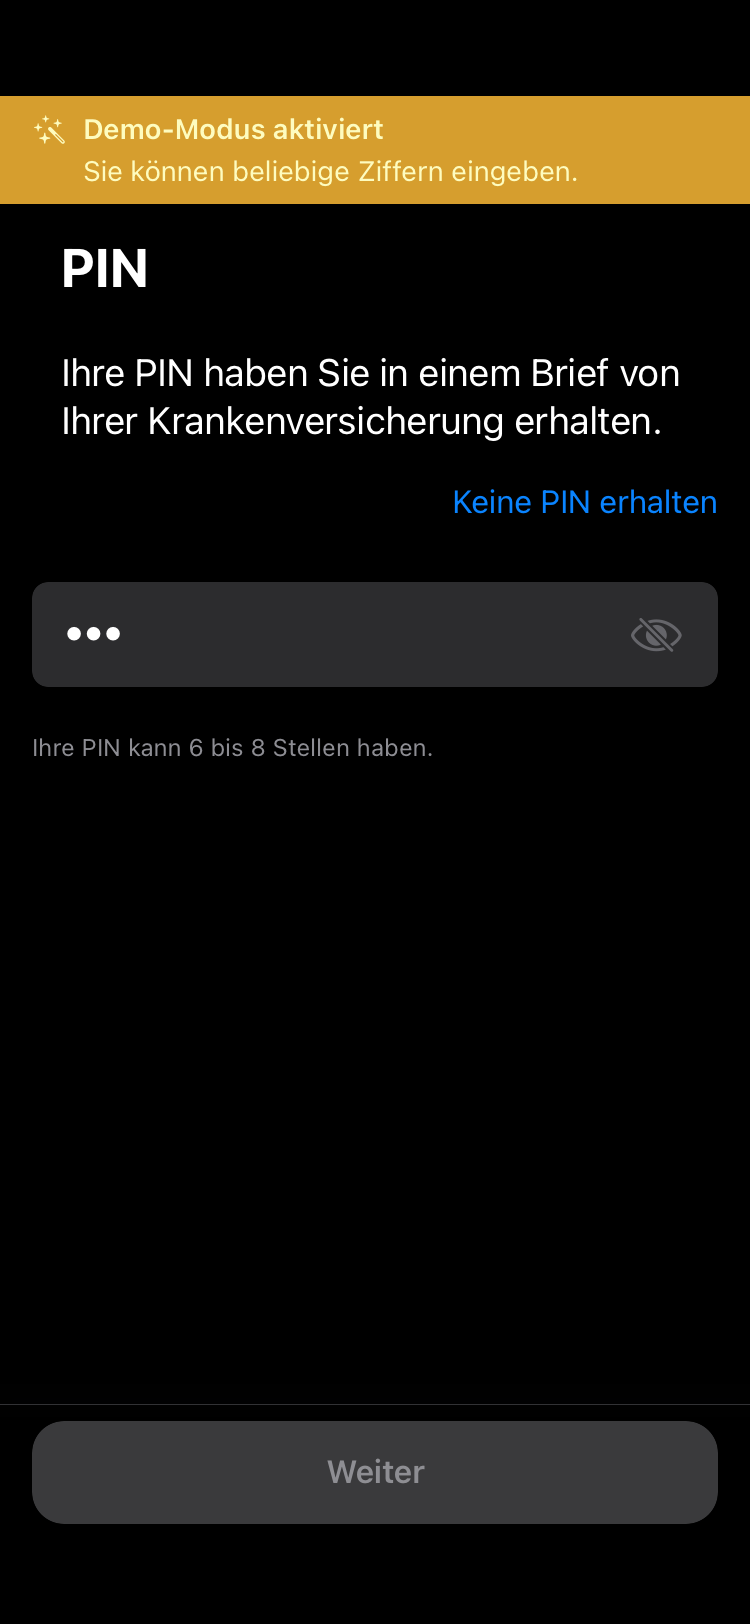 Demo-Modus aktiviert
Sie können beliebige Ziffern eingeben.
PIN
Ihre PIN haben Sie in einem Brief von
Ihrer Krankenversicherung erhalten.
Keine PIN erhalten
•••
Ihre PIN kann 6 bis 8 Stellen haben.
Weiter